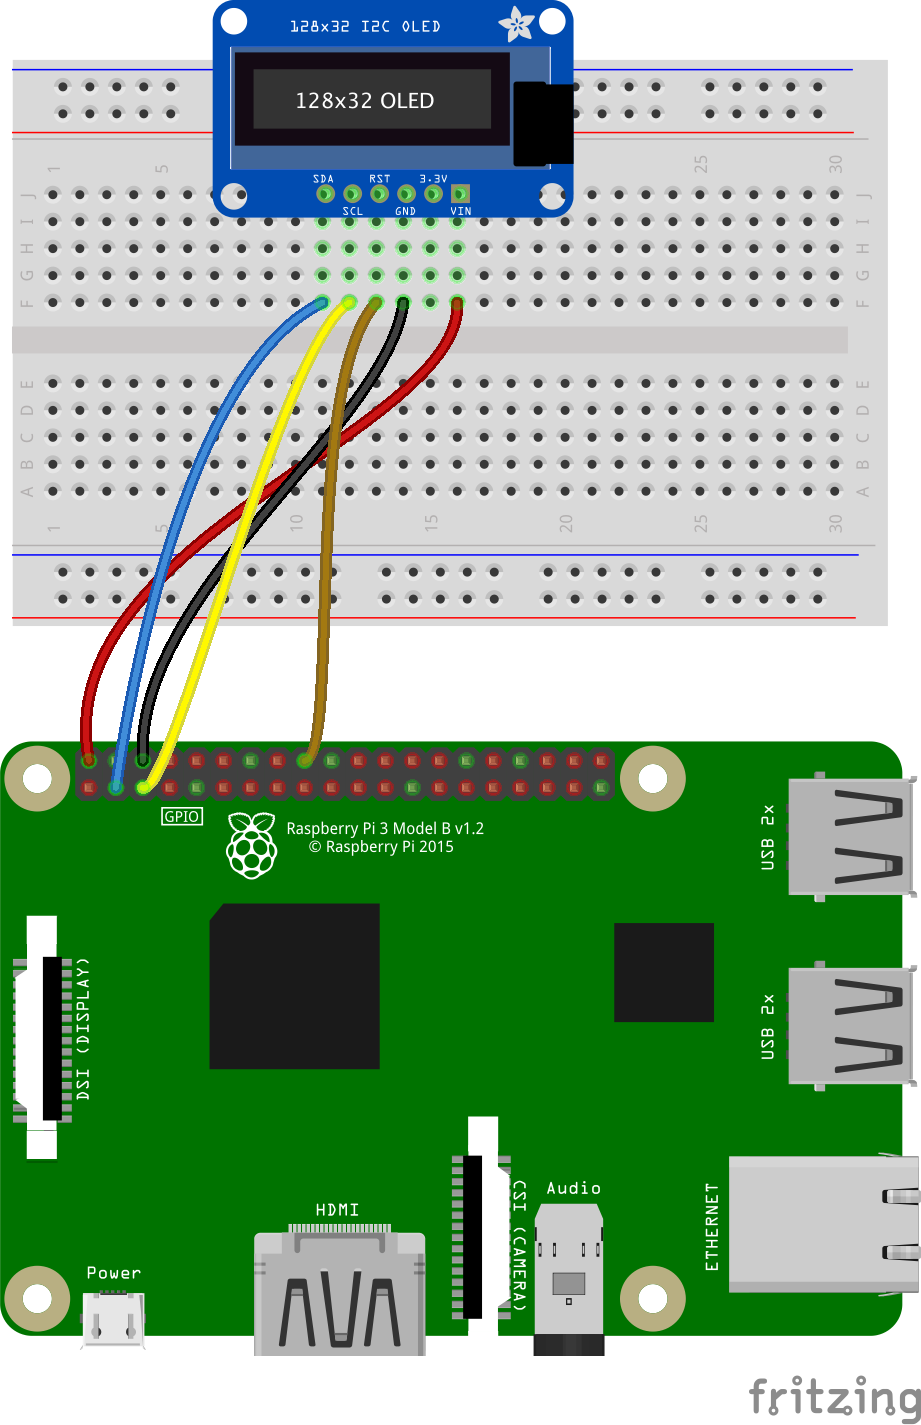 128x32 I2C OLED
128x32 OLED
SDA RST 3.3V
SCL GND VIN
1 5 25 30
J J
I I
H H
G G
F F
E E
D D
C C
B B
A A
1 5 10 15 20 25 30
GPIO
Raspberry Pi 3 Model B v1.2
© Raspberry Pi 2015
USB 2x
DSI (DISPLAY)
USB 2x
CSI (CAMERA)
Audio
ETHERNET
HDMI
Power
fritzing